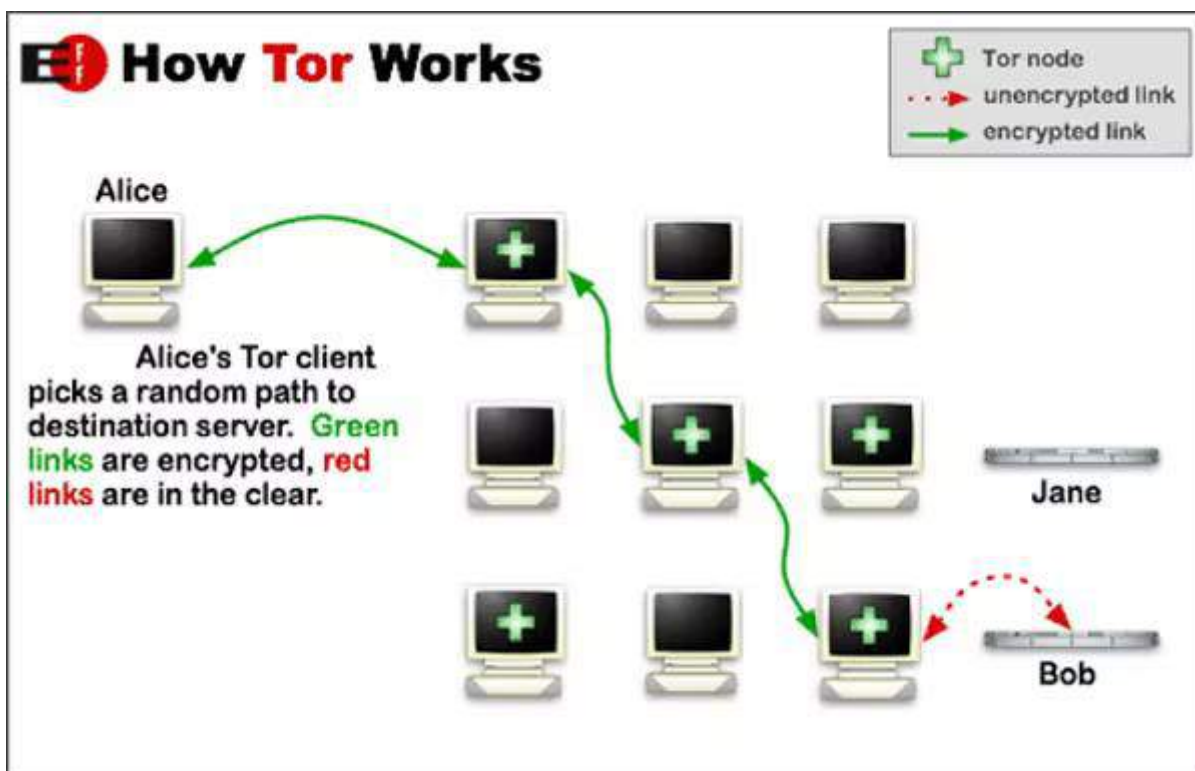 EFF How Tor Works
Tor node
unencrypted link
encrypted link
Alice
Alice's Tor client
picks a random path to
destination server. Green
links are encrypted, red
links are in the clear.
Jane
Bob